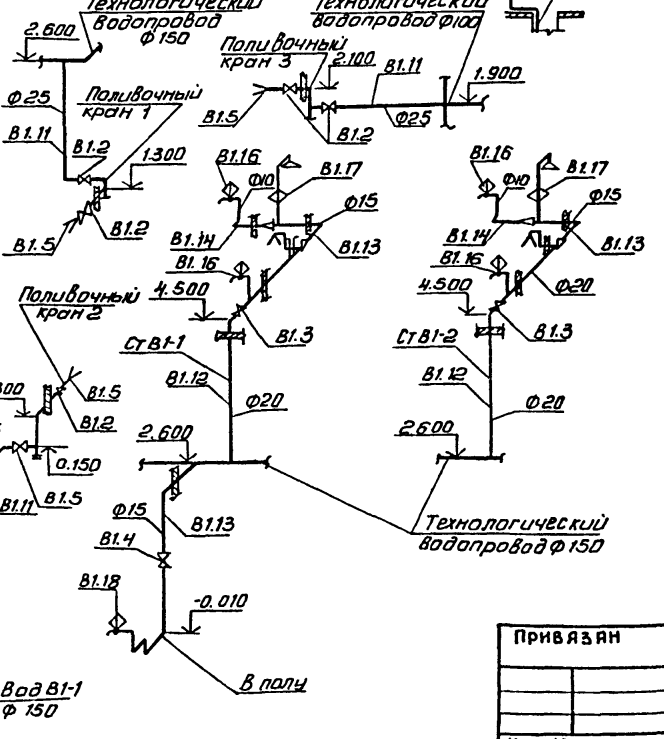 Технологический
водопровод
Ф150
2.600
Технологический
водопровод Ф100
Поливочный
кран 3
2.100
В1.11
1.900
В1.5
В1.2
Ф25
Ф25
Поливочный
кран 1
В1.11
В1.2
1.300
В1.2
В1.5
В1.16
Ф10
В1.17
Ф15
В1.14
В1.13
В1.16
4.500
В1.3
Ст В1-1
В1.12
Ф20
2.600
В1.16
Ф10
В1.17
Ф15
В1.14
В1.13
В1.16
Ф20
4.500
В1.3
Ст В1-2
В1.12
Ф20
2.600
Поливочный
кран 2
В1.5
В1.2
0.150
В1.11
В1.5
Ф15
В1.13
В1.4
В1.18
-0.010
В полу
Технологический
водопровод Ф150
Ввод В1-1
Ф 150
Привязан